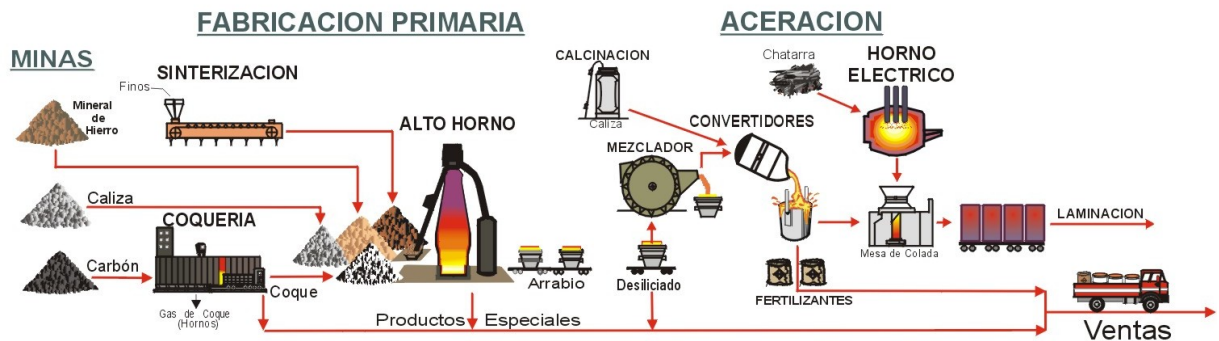 FABRICACION PRIMARIA
ACERACION
MINAS
SINTERIZACION
Finos
Mineral
de
Hierro
ALTO HORNO
CALCINACION
Caliza
Chatarra
HORNO
ELECTRICO
CONVERTIDORES
MEZCLADOR
Caliza
COQUERIA
Carbón
Coque
Gas de Coque
(Hornos)
Arrabio
Desiliciado
Mesa de Colada
LAMINACION
FERTILIZANTES
Productos Especiales
Ventas